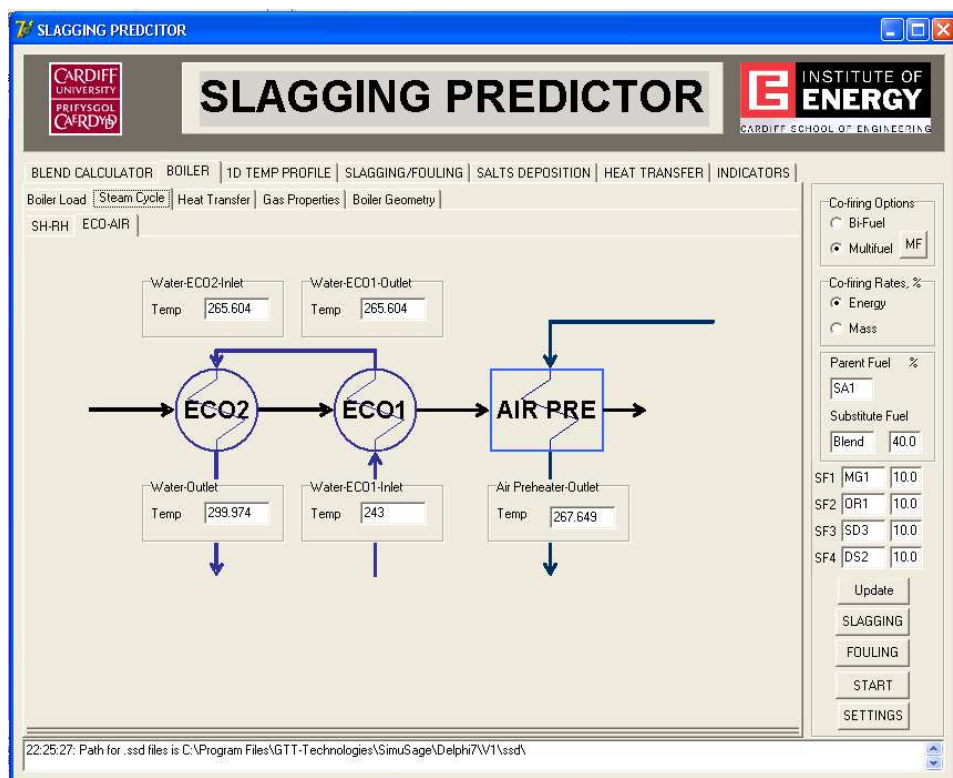 SLAGGING PREDCITOR
CARDIFF
UNIVERSITY
PRIFYSGOL
CAERDYDD
SLAGGING PREDICTOR
INSTITUTE OF
ENERGY
CARDIFF SCHOOL OF ENGINEERING
BLEND CALCULATOR BOILER 1D TEMP PROFILE SLAGGING/FOULING SALTS DEPOSITION HEAT TRANSFER INDICATORS
Boiler Load Steam Cycle Heat Transfer Gas Properties Boiler Geometry
SH-RH ECO-AIR
Water-ECO2-Inlet
Temp 265.604
Water-ECO1-Outlet
Temp 265.604
ECO2 ECO1 AIR PRE
Water-Outlet
Temp 299.974
Water-ECO1-Inlet
Temp 243
Air Preheater-Outlet
Temp 267.649
Co-firing Options
Bi-Fuel
Multifuel MF
Co-firing Rates, %
Energy
Mass
Parent Fuel %
SA1
Substitute Fuel
Blend 40.0
SF1 MG1 10.0
SF2 OR1 10.0
SF3 SD3 10.0
SF4 DS2 10.0
Update
SLAGGING
FOULING
START
SETTINGS
22:25:27: Path for .ssd files is C:\Program Files\GTT-Technologies\SimuSage\Delphi7\V1\ssd\